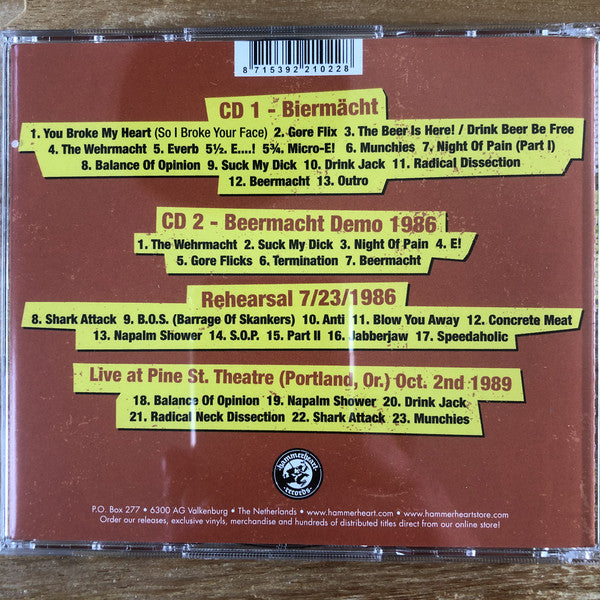 8 715392 210228
CD 1 - Biermächt
1. You Broke My Heart (So I Broke Your Face) 2. Gore Flix 3. The Beer Is Here! / Drink Beer Be Free
4. The Wehrmacht 5. Everb 5½. E....! 5¾. Micro-E! 6. Munchies 7. Night Of Pain (Part I)
8. Balance Of Opinion 9. Suck My Dick 10. Drink Jack 11. Radical Dissection
12. Beermacht 13. Outro
CD 2 - Beermacht Demo 1986
1. The Wehrmacht 2. Suck My Dick 3. Night Of Pain 4. E!
5. Gore Flicks 6. Termination 7. Beermacht
Rehearsal 7/23/1986
8. Shark Attack 9. B.O.S. (Barrage Of Skankers) 10. Anti 11. Blow You Away 12. Concrete Meat
13. Napalm Shower 14. S.O.P. 15. Part II 16. Jabberjaw 17. Speedaholic
Live at Pine St. Theatre (Portland, Or.) Oct. 2nd 1989
18. Balance Of Opinion 19. Napalm Shower 20. Drink Jack
21. Radical Neck Dissection 22. Shark Attack 23. Munchies
hammerheart
records
P.O. Box 277 • 6300 AG Valkenburg • The Netherlands • www.hammerheart.com • www.hammerheartstore.com
Order our releases, exclusive vinyls, merchandise and hundreds of distributed titles direct from our online store!